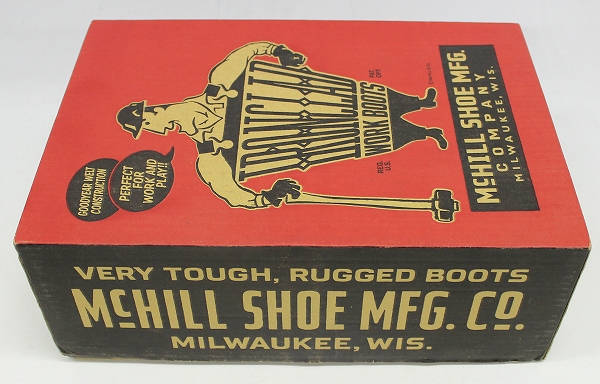 GOODYEAR WELT
CONSTRUCTION
PERFECT
FOR
WORK AND
PLAY!!
IRONCLAD
WORK BOOTS
REG.
U.S.
PAT.
OFF.
McHILL SHOE MFG.
COMPANY
MILWAUKEE, WIS.
VERY TOUGH, RUGGED BOOTS
McHILL SHOE MFG. Co.
MILWAUKEE, WIS.